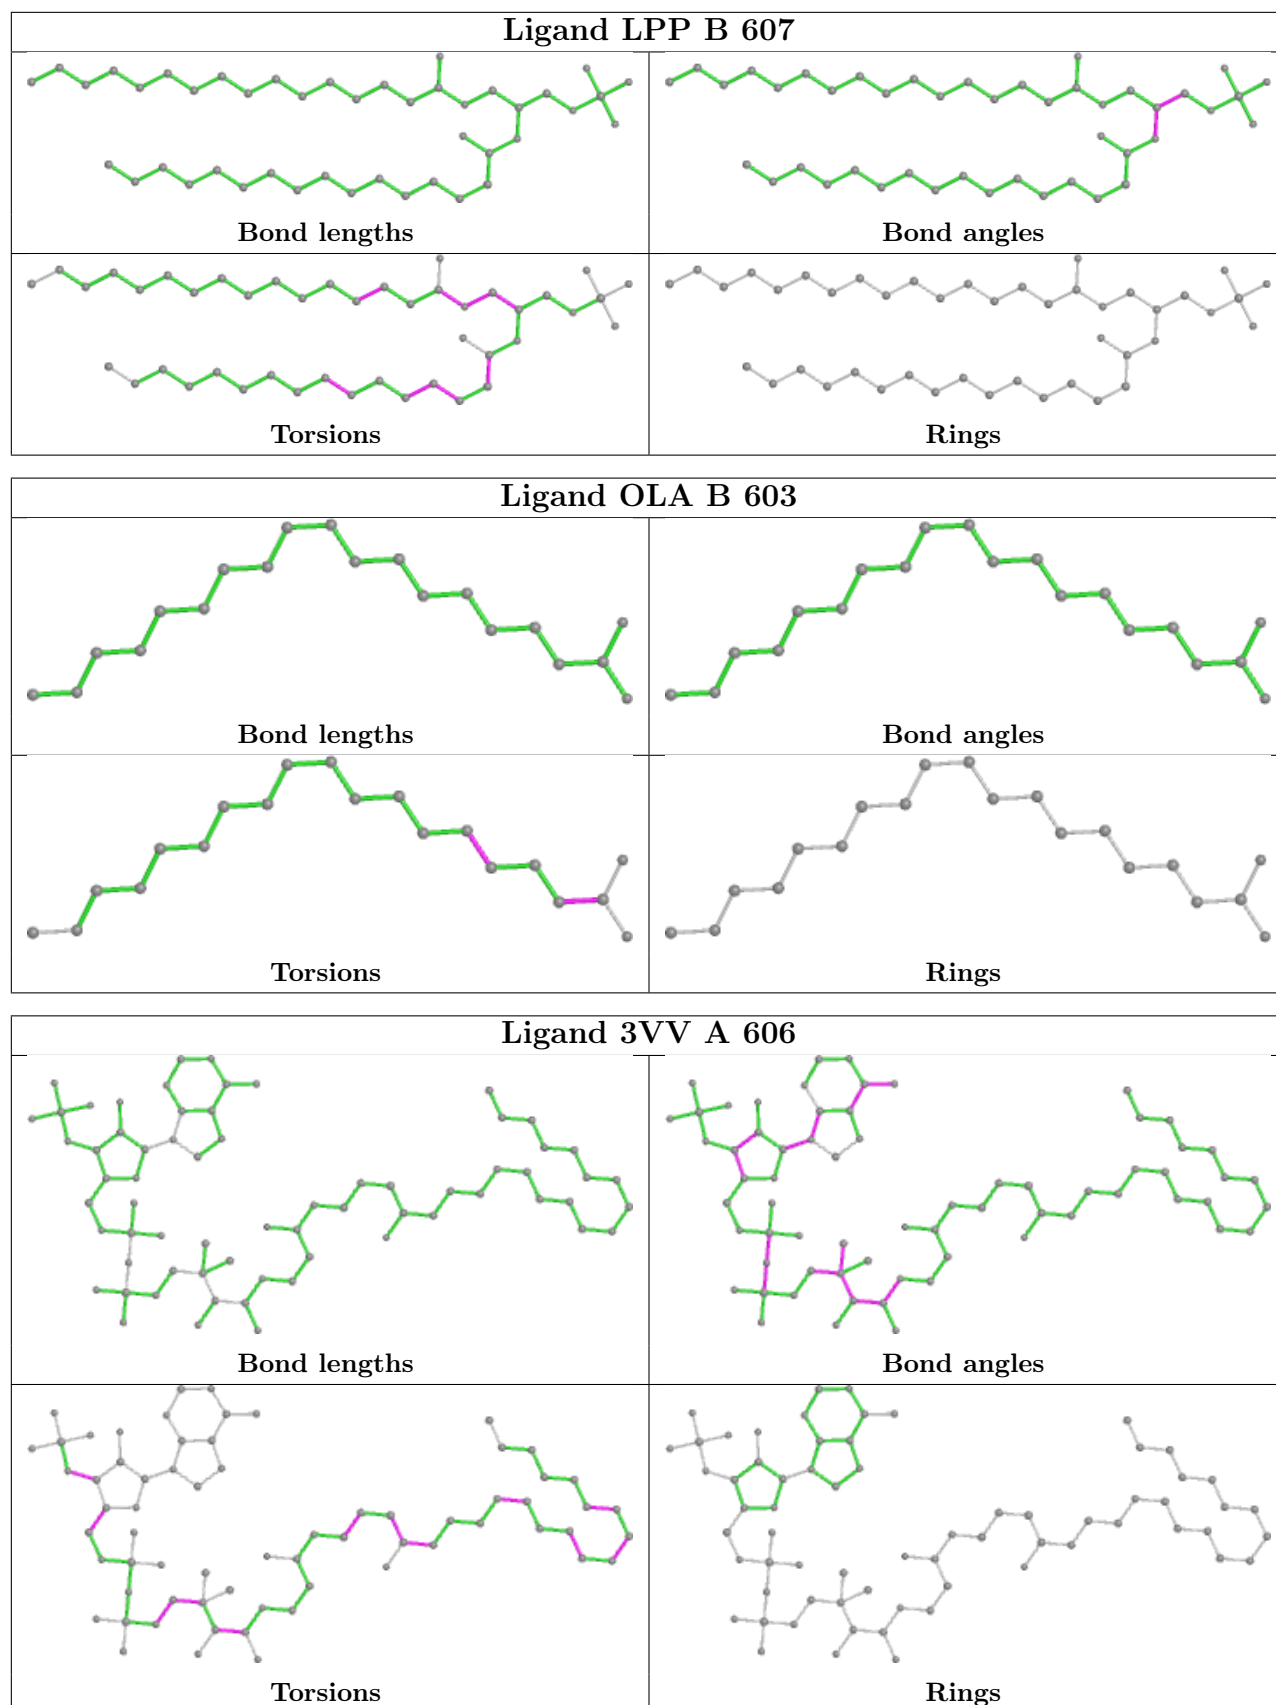 Ligand LPP B 607
Bond lengths
Bond angles
Torsions
Rings
Ligand OLA B 603
Bond lengths
Bond angles
Torsions
Rings
Ligand 3VV A 606
Bond lengths
Bond angles
Torsions
Rings